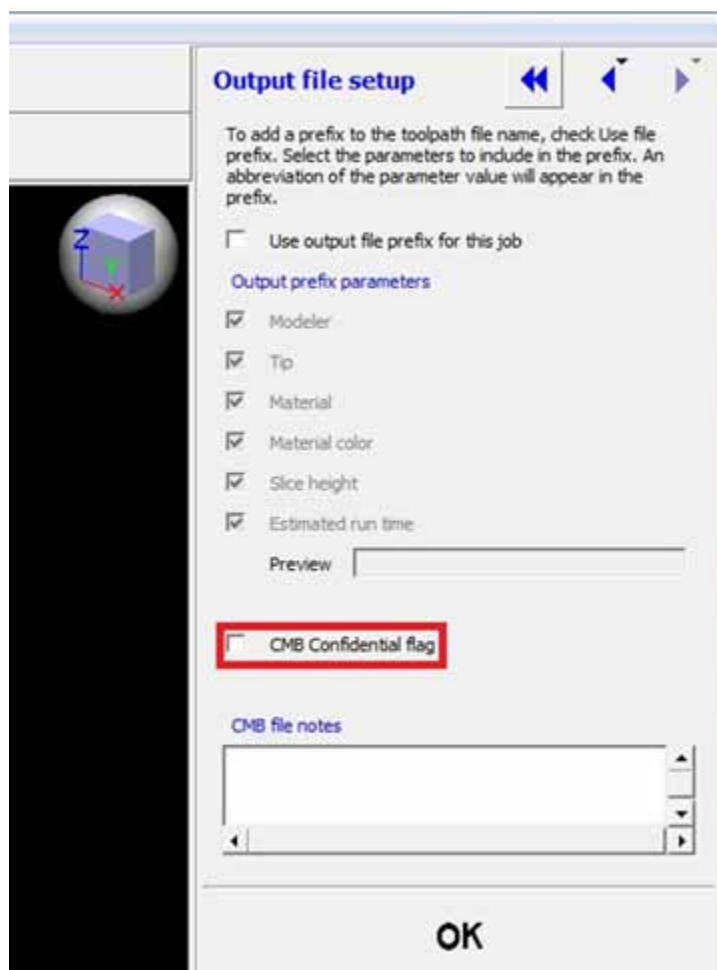 Output file setup
To add a prefix to the toolpath file name, check Use file
prefix. Select the parameters to include in the prefix. An
abbreviation of the parameter value will appear in the
prefix.
Use output file prefix for this job
Output prefix parameters
Z
Y
X
Modeler
Tip
Material
Material color
Slice height
Estimated run time
Preview
CMB Confidential flag
CMB file notes
OK